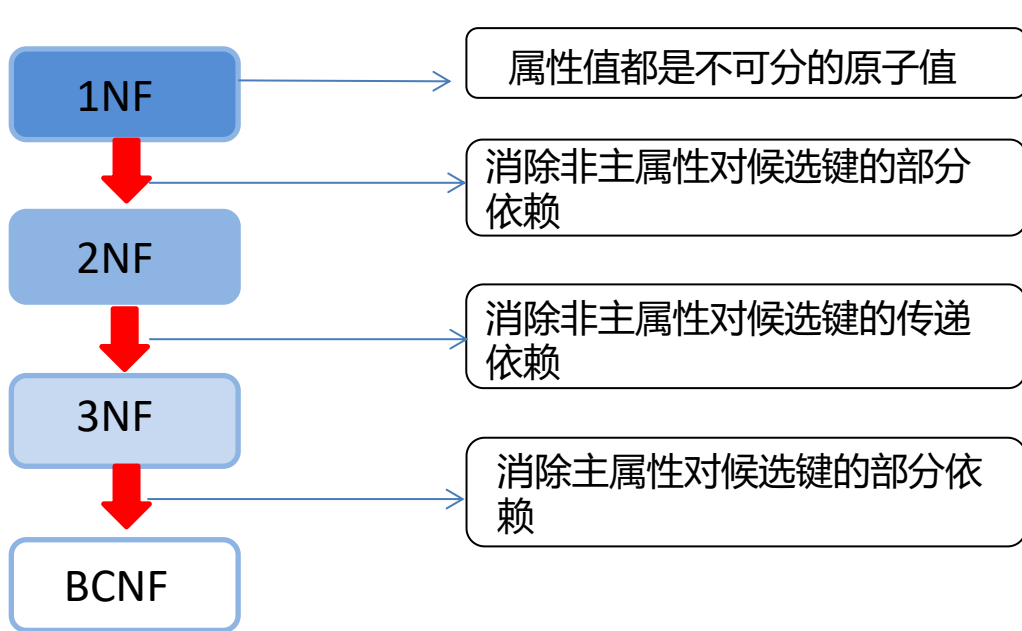 1NF
属性值都是不可分的原子值
消除非主属性对候选键的部分
依赖
2NF
消除非主属性对候选键的传递
依赖
3NF
消除主属性对候选键的部分依
赖
BCNF